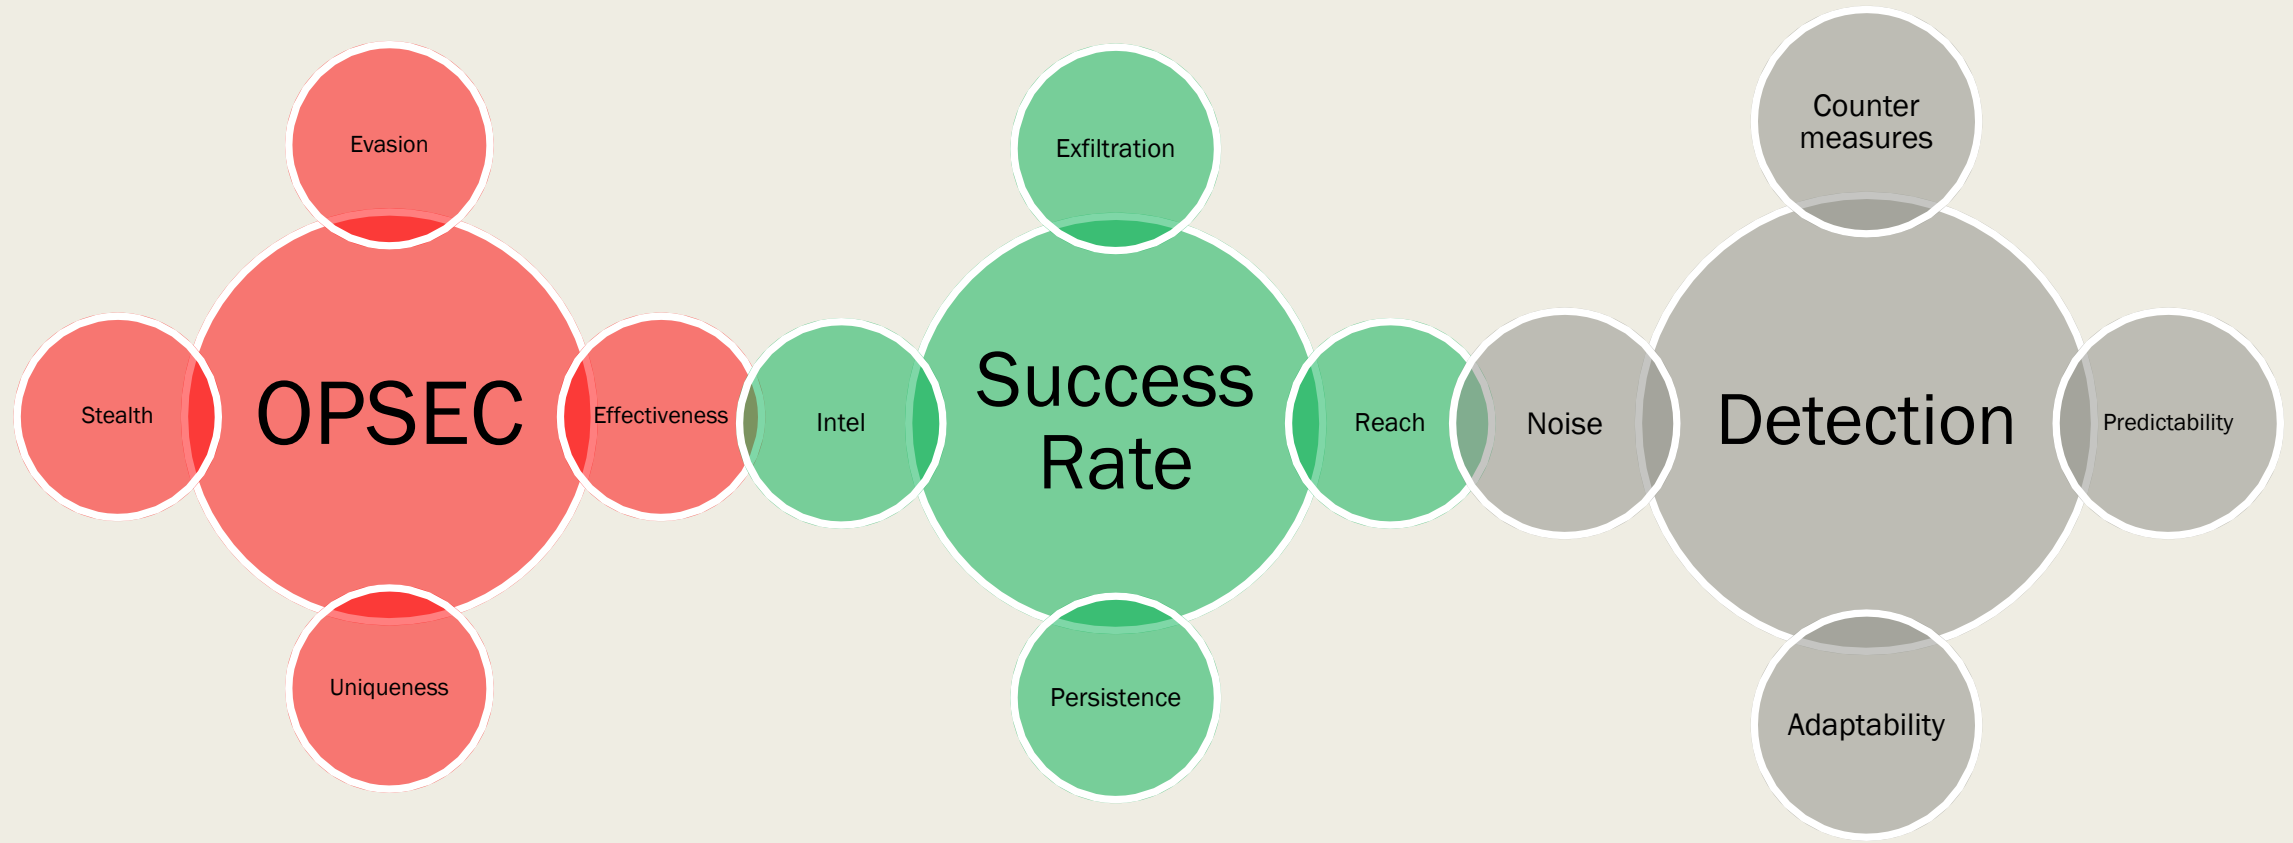 Evasion
Stealth
OPSEC
Effectiveness
Uniqueness
Exfiltration
Intel
Success
Rate
Reach
Persistence
Counter
measures
Noise
Detection
Predictability
Adaptability